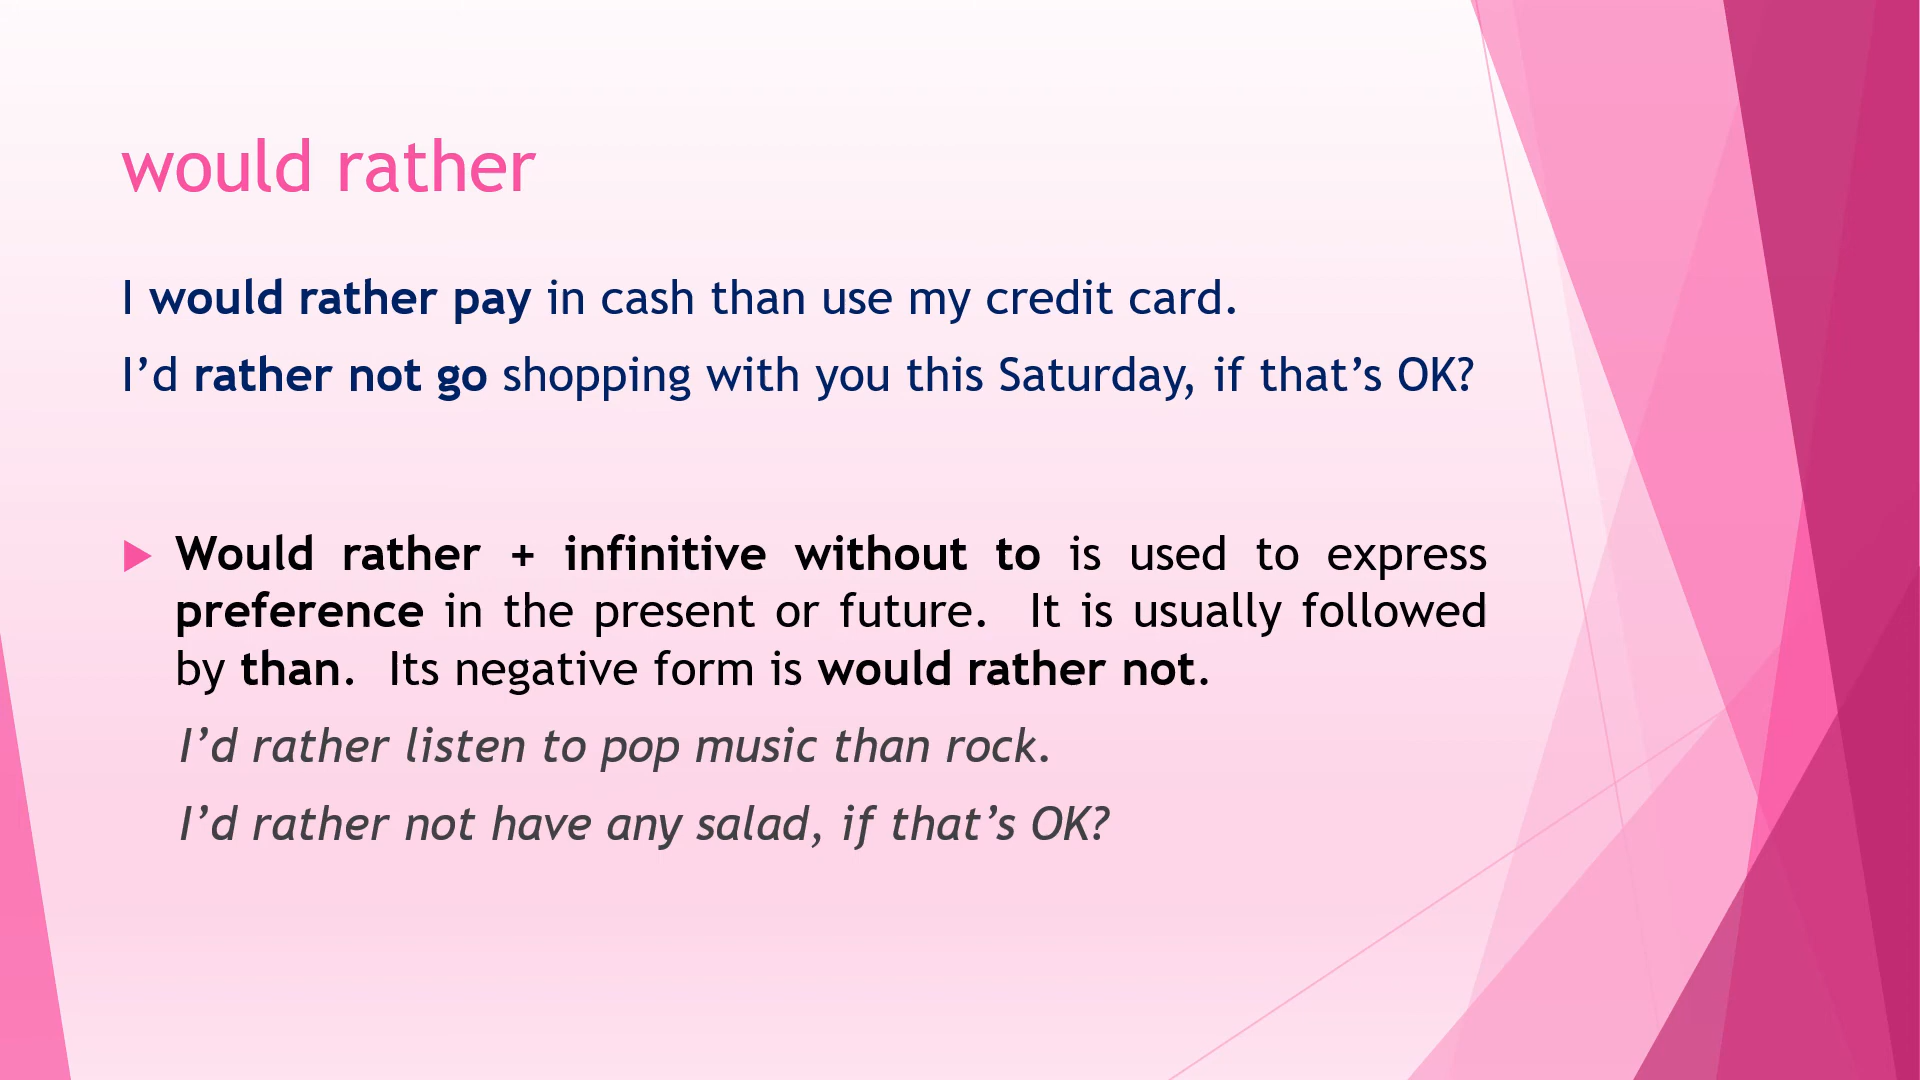 would rather
I would rather pay in cash than use my credit card.
I’d rather not go shopping with you this Saturday, if that’s OK?
Would rather + infinitive without to is used to express
preference in the present or future.  It is usually followed
by than.  Its negative form is would rather not.
I’d rather listen to pop music than rock.
I’d rather not have any salad, if that’s OK?